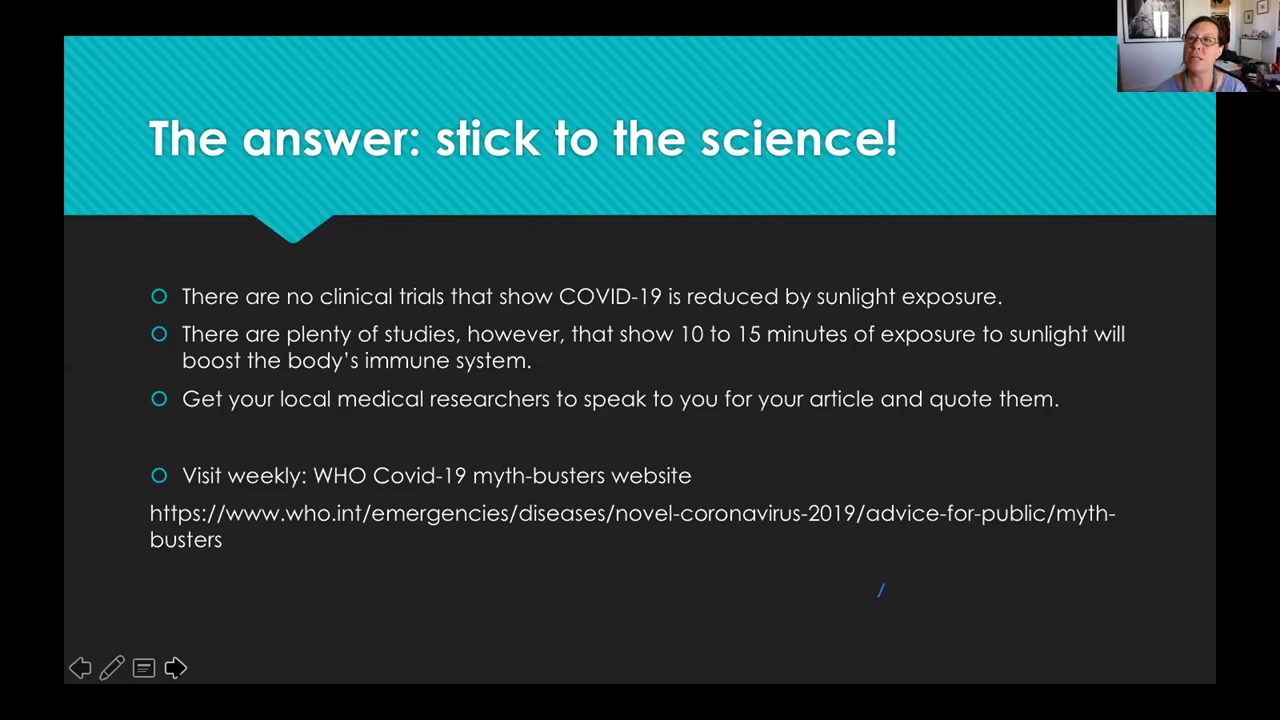 The answer: stick to the science!
There are no clinical trials that show COVID-19 is reduced by sunlight exposure.
There are plenty of studies, however, that show 10 to 15 minutes of exposure to sunlight will
boost the body's immune system.
Get your local medical researchers to speak to you for your article and quote them.
Visit weekly: WHO Covid-19 myth-busters website
https://www.who.int/emergencies/diseases/novel-coronavirus-2019/advice-for-public/myth-
busters
/